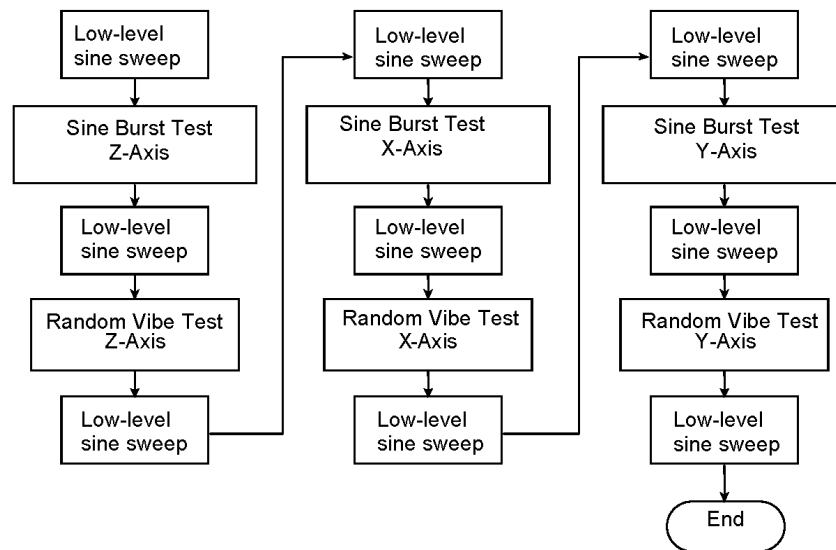 Low-level
sine sweep
Sine Burst Test
Z-Axis
Low-level
sine sweep
Random Vibe Test
Z-Axis
Low-level
sine sweep
Low-level
sine sweep
Sine Burst Test
X-Axis
Low-level
sine sweep
Random Vibe Test
X-Axis
Low-level
sine sweep
Low-level
sine sweep
Sine Burst Test
Y-Axis
Low-level
sine sweep
Random Vibe Test
Y-Axis
Low-level
sine sweep
End